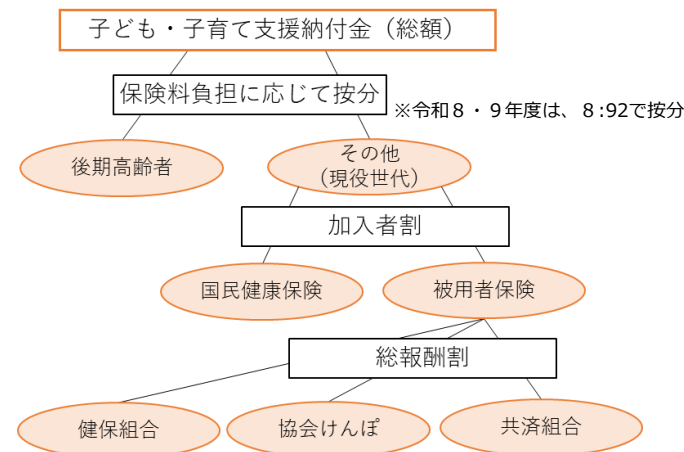 子ども・子育て支援納付金（総額）
保険料負担に応じて按分
※令和８・９年度は、８:92で按分
後期高齢者
その他
（現役世代）
加入者割
国民健康保険
被用者保険
総報酬割
健保組合
協会けんぽ
共済組合